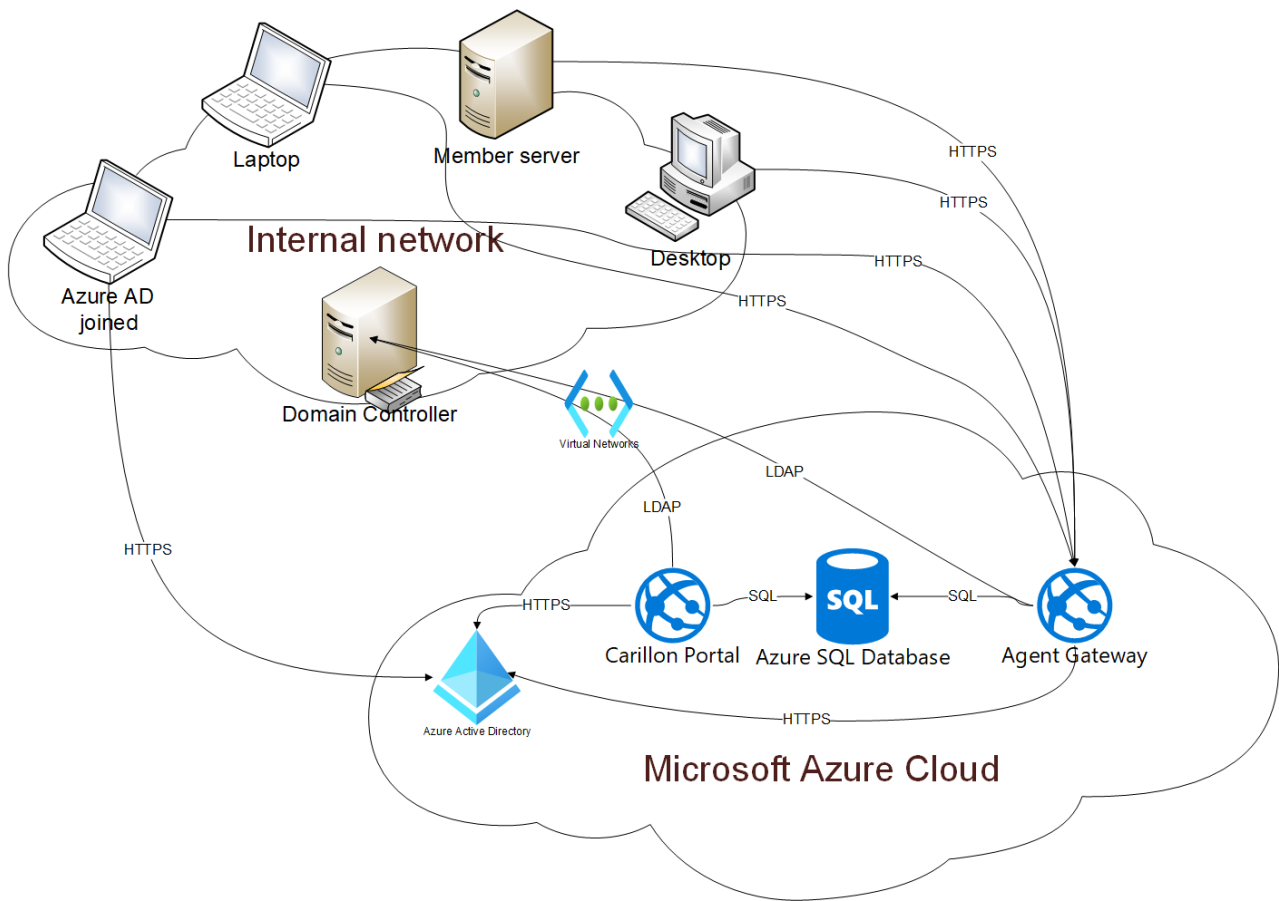 Laptop
Member server
HTTPS
HTTPS
Internal network
Desktop
HTTPS
Azure AD
joined
HTTPS
Domain Controller
Virtual Networks
LDAP
LDAP
HTTPS
SQL
HTTPS
SQL
SQL
Carillon Portal
Azure SQL Database
Agent Gateway
HTTPS
Azure Active Directory
Microsoft Azure Cloud